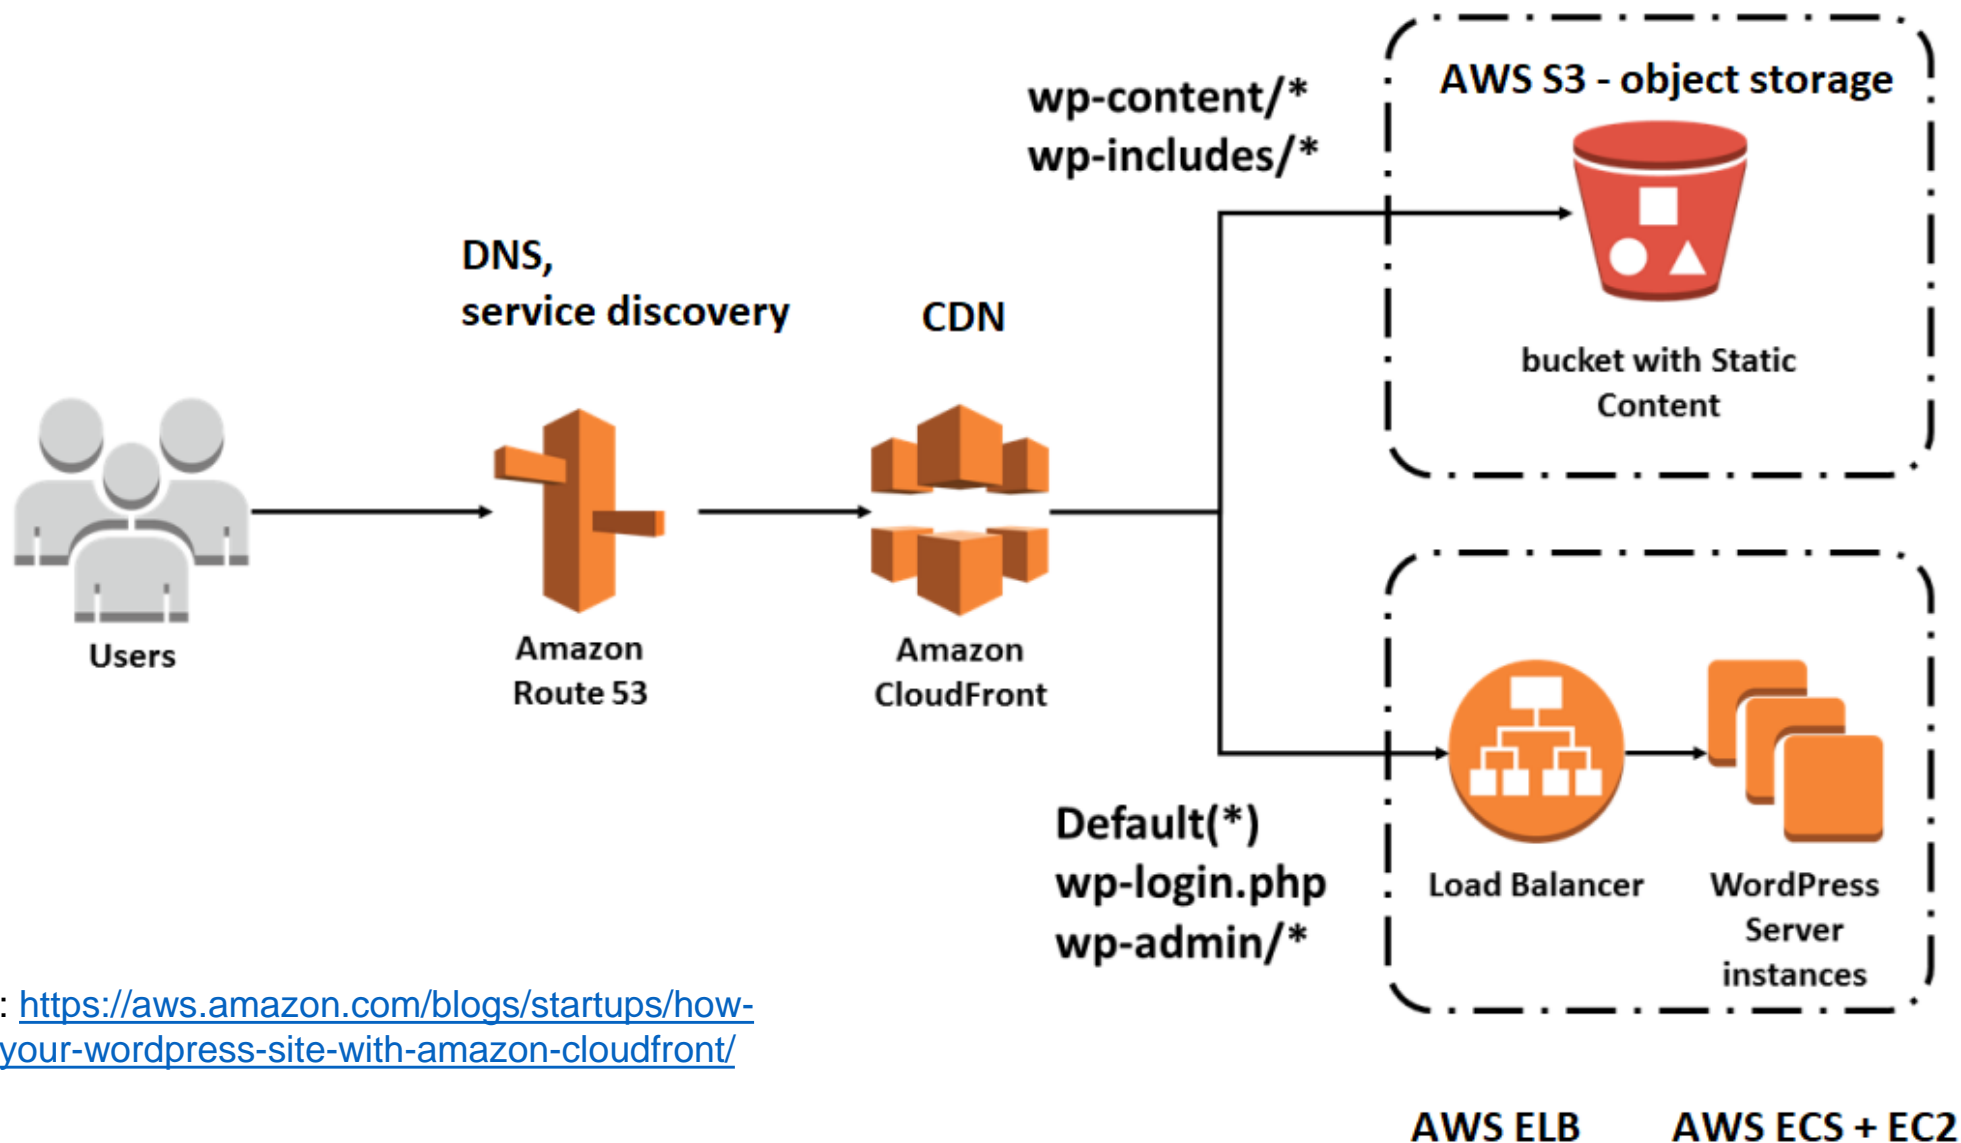 AWS S3 - object storage
wp-content/*
wp-includes/*
DNS,
service discovery
CDN
bucket with Static
Content
Users
Amazon
Route 53
Amazon
CloudFront
Default(*)
wp-login.php
wp-admin/*
Load Balancer
WordPress
Server
instances
: https://aws.amazon.com/blogs/startups/how-
your-wordpress-site-with-amazon-cloudfront/
AWS ELB
AWS ECS + EC2